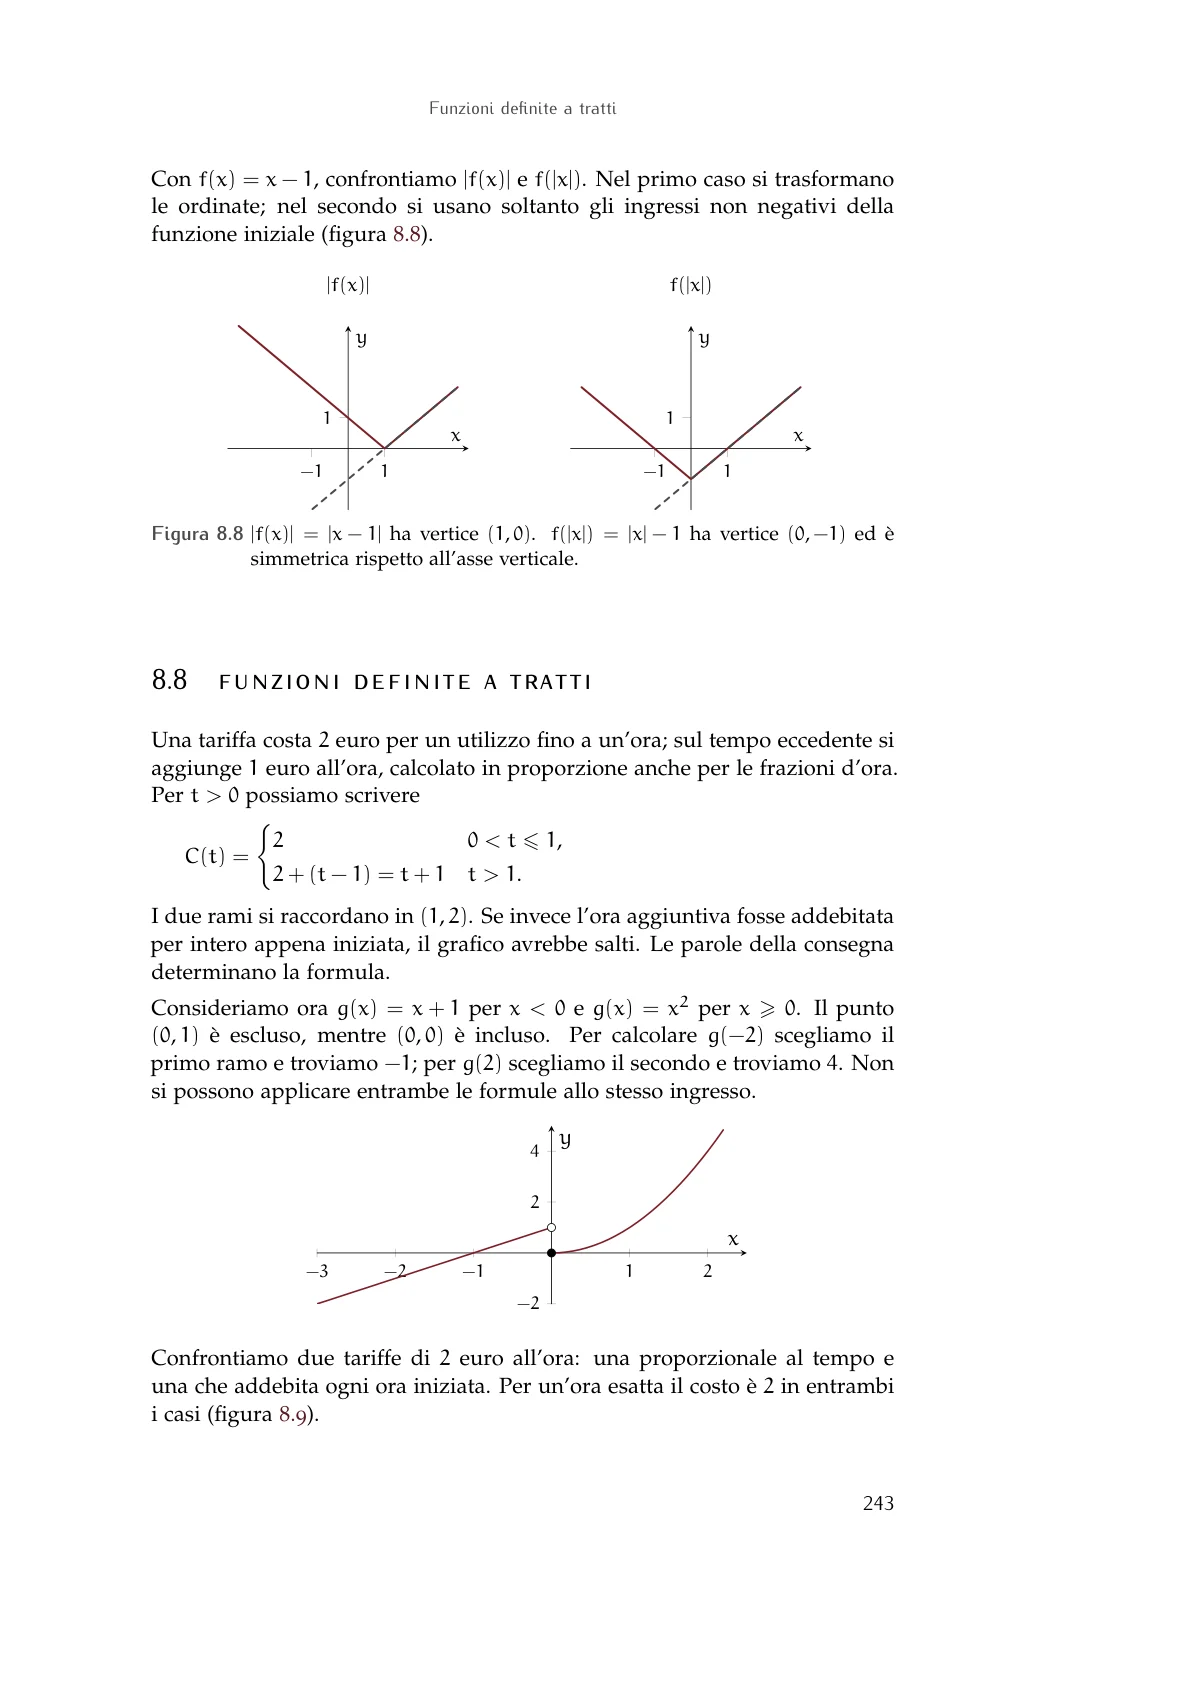 Funzioni definite a tratti
Con f(x) = x − 1, confrontiamo |f(x)| e f(|x|). Nel primo caso si trasformano
le ordinate; nel secondo si usano soltanto gli ingressi non negativi della
funzione iniziale (figura 8.8).
|f(x)|
y
1
x
−1
1
f(|x|)
y
1
x
−1
1
Figura 8.8 |f(x)| = |x − 1| ha vertice (1, 0). f(|x|) = |x| − 1 ha vertice (0, −1) ed è
simmetrica rispetto all'asse verticale.
8.8 FUNZIONI DEFINITE A TRATTI
Una tariffa costa 2 euro per un utilizzo fino a un'ora; sul tempo eccedente si
aggiunge 1 euro all'ora, calcolato in proporzione anche per le frazioni d'ora.
Per t > 0 possiamo scrivere
C(t) = {2 0 < t ⩽ 1,
2 + (t − 1) = t + 1 t > 1.
I due rami si raccordano in (1, 2). Se invece l'ora aggiuntiva fosse addebitata
per intero appena iniziata, il grafico avrebbe salti. Le parole della consegna
determinano la formula.
Consideriamo ora g(x) = x + 1 per x < 0 e g(x) = x² per x ⩾ 0. Il punto
(0, 1) è escluso, mentre (0, 0) è incluso. Per calcolare g(−2) scegliamo il
primo ramo e troviamo −1; per g(2) scegliamo il secondo e troviamo 4. Non
si possono applicare entrambe le formule allo stesso ingresso.
4
y
2
x
−3
−2
−1
1
2
−2
Confrontiamo due tariffe di 2 euro all'ora: una proporzionale al tempo e
una che addebita ogni ora iniziata. Per un'ora esatta il costo è 2 in entrambi
i casi (figura 8.9).
243